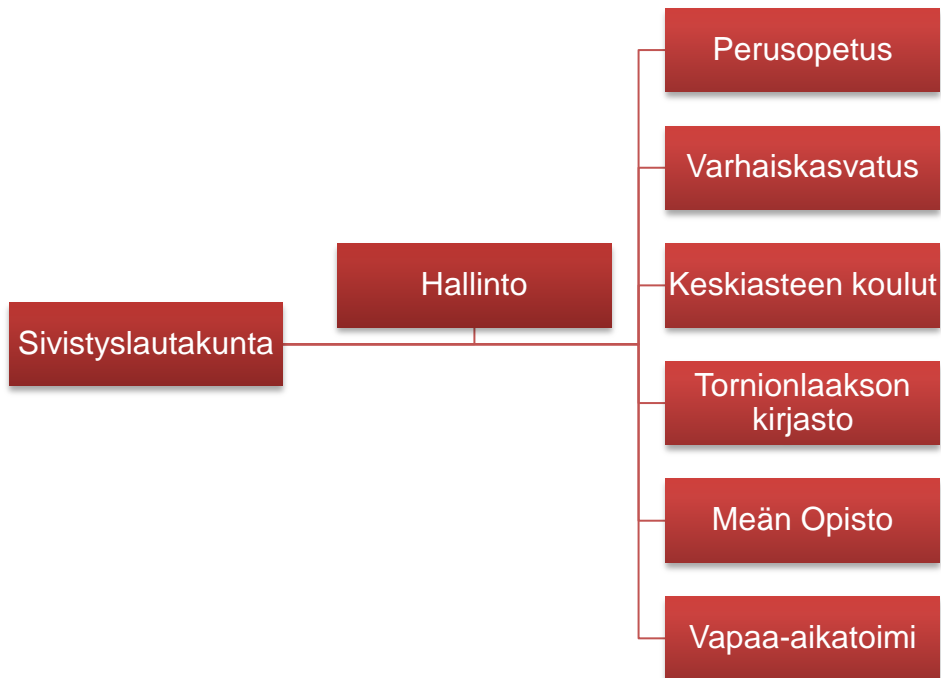 Sivistyslautakunta
Hallinto
Perusopetus
Varhaiskasvatus
Keskiasteen koulut
Tornionlaakson
kirjasto
Meän Opisto
Vapaa-aikatoimi